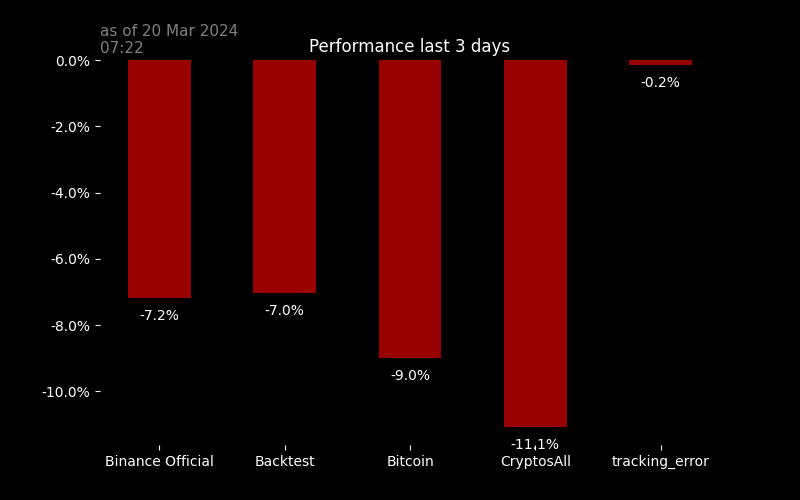 as of 20 Mar 2024
07:22
Performance last 3 days
0.0%
-2.0%
-4.0%
-6.0%
-8.0%
-10.0%
-7.2%
-7.0%
-9.0%
-11.1%
-0.2%
Binance Official
Backtest
Bitcoin
CryptosAll
tracking_error